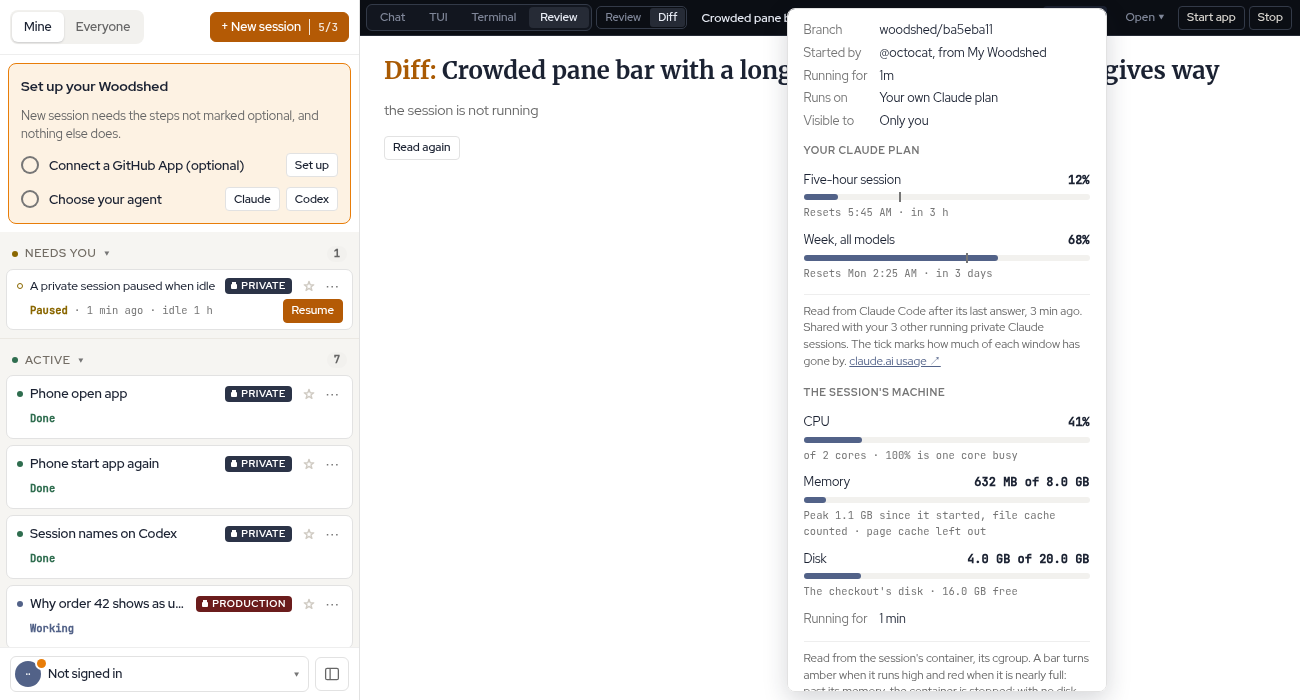 Mine Everyone + New session 5/3
Set up your Woodshed
New session needs the steps not marked optional, and
nothing else does.
Connect a GitHub App (optional) Set up
Choose your agent Claude Codex
NEEDS YOU 1
A private session paused when idle PRIVATE
Paused · 1 min ago · idle 1 h Resume
ACTIVE 7
Phone open app PRIVATE
Done
Phone start app again PRIVATE
Done
Session names on Codex PRIVATE
Done
Why order 42 shows as u... PRODUCTION
Working
Not signed in
Chat TUI Terminal Review Review Diff Crowded pane Open Start app Stop
Diff: Crowded pane bar with a long gives way
the session is not running
Read again
Branch woodshed/ba5eba11
Started by @octocat, from My Woodshed
Running for 1m
Runs on Your own Claude plan
Visible to Only you
YOUR CLAUDE PLAN
Five-hour session 12%
Resets 5:45 AM · in 3 h
Week, all models 68%
Resets Mon 2:25 AM · in 3 days
Read from Claude Code after its last answer, 3 min ago.
Shared with your 3 other running private Claude
sessions. The tick marks how much of each window has
gone by. claude.ai usage ↗
THE SESSION'S MACHINE
CPU 41%
of 2 cores · 100% is one core busy
Memory 632 MB of 8.0 GB
Peak 1.1 GB since it started, file cache
counted · page cache left out
Disk 4.0 GB of 20.0 GB
The checkout's disk · 16.0 GB free
Running for 1 min
Read from the session's container, its cgroup. A bar turns
amber when it runs high and red when it is nearly full:
past its memory, the container is stopped; with no disk